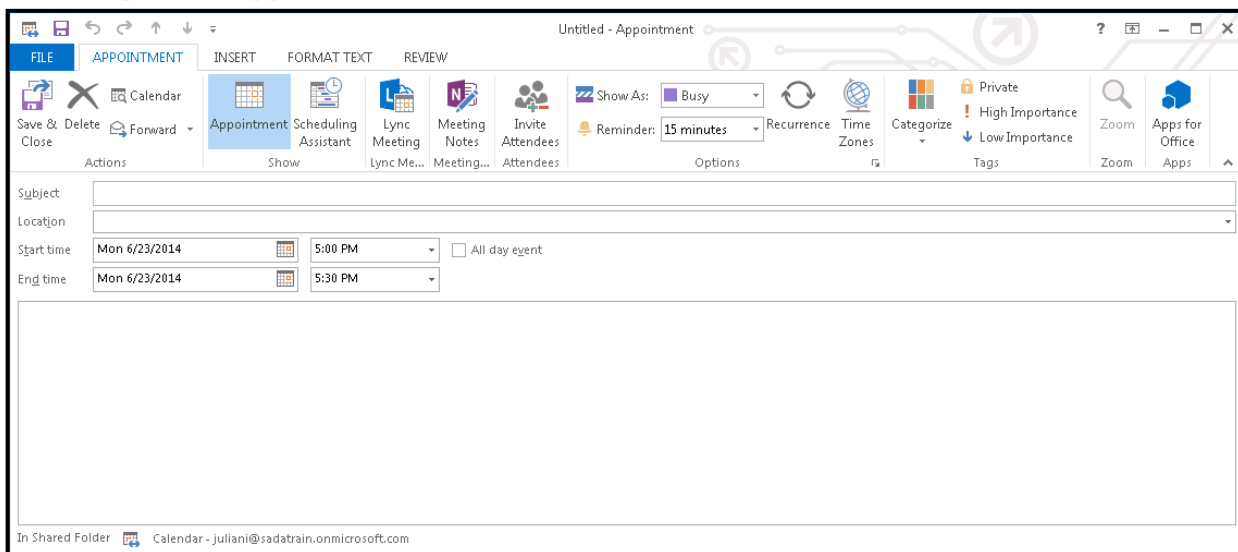 Untitled - Appointment
FILE APPOINTMENT INSERT FORMAT TEXT REVIEW
Save & Close
Delete
Calendar
Forward
Actions
Appointment
Scheduling Assistant
Show
Lync Meeting
Lync Me...
Meeting Notes
Meeting...
Invite Attendees
Attendees
Show As: Busy
Reminder: 15 minutes
Recurrence
Time Zones
Options
Categorize
Private
High Importance
Low Importance
Tags
Zoom
Zoom
Apps for Office
Apps
Subject
Location
Start time Mon 6/23/2014 5:00 PM All day event
End time Mon 6/23/2014 5:30 PM
In Shared Folder Calendar - juliani@sadatrain.onmicrosoft.com